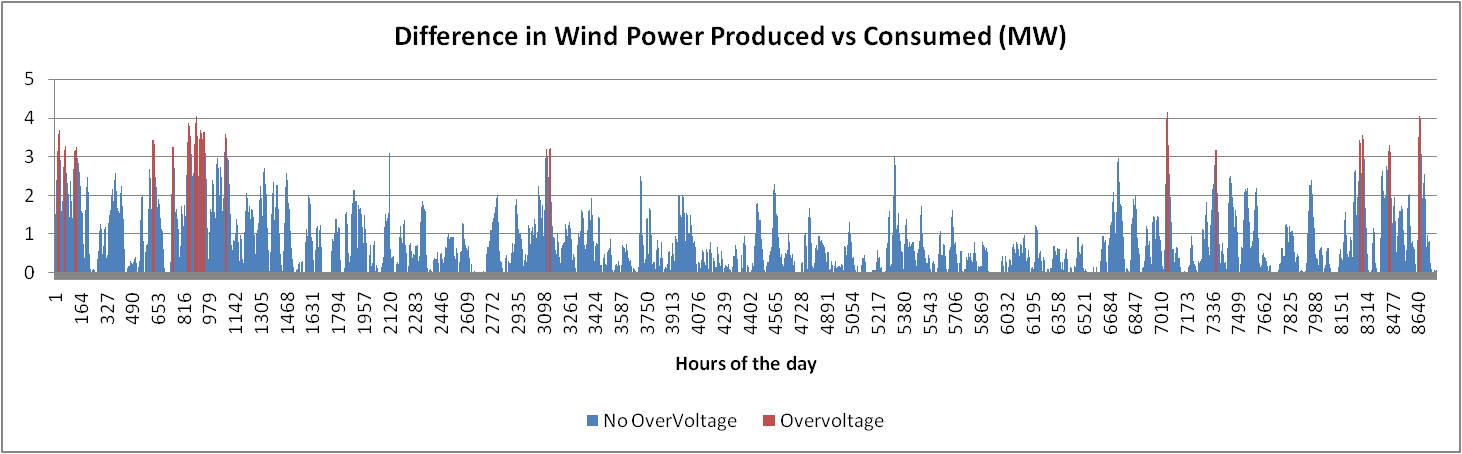 Difference in Wind Power Produced vs Consumed (MW)
5
4
3
2
1
0
1 164 327 490 653 816 979 1142 1305 1468 1631 1794 1957 2120 2283 2446 2609 2772 2935 3098 3261 3424 3587 3750 3913 4076 4239 4402 4565 4728 4891 5054 5217 5380 5543 5706 5869 6032 6195 6358 6521 6684 6847 7010 7173 7336 7499 7662 7825 7988 8151 8314 8477 8640
Hours of the day
No OverVoltage Overvoltage